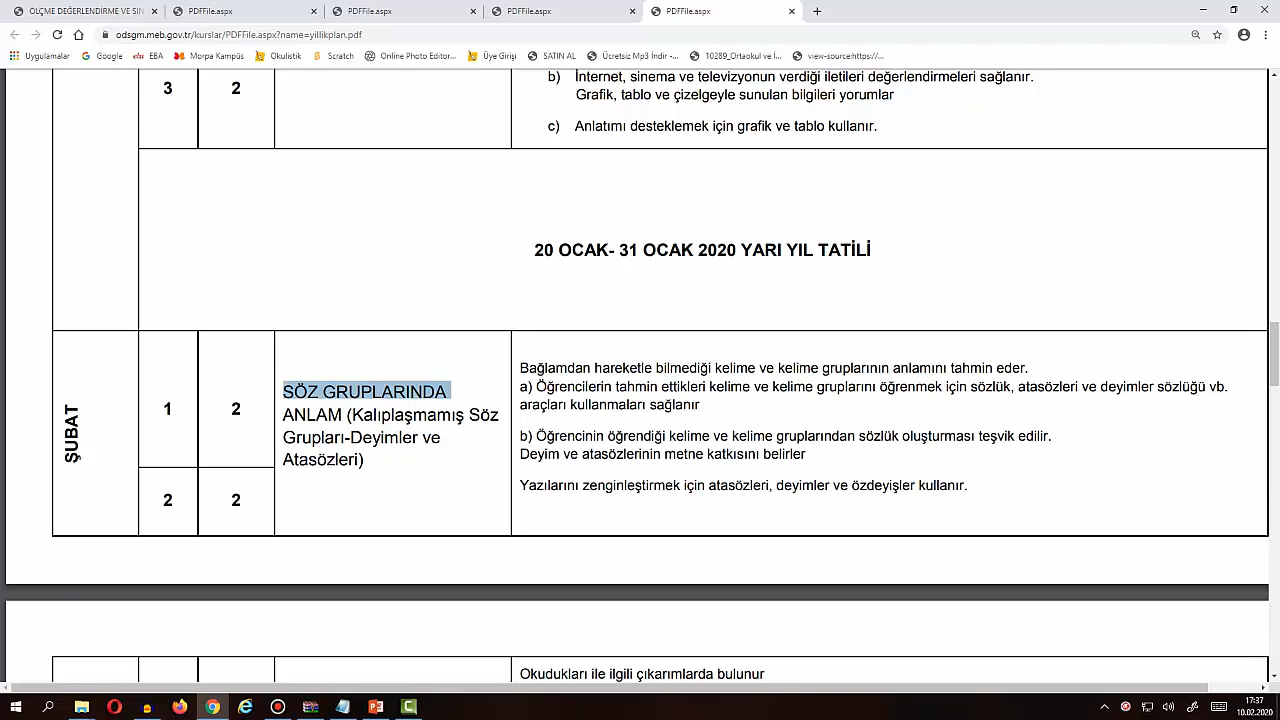 ÖLÇME DEĞERLENDİRME VE SIN
PDFFile.aspx
PDFFile.aspx
PDFFile.aspx
PDFFile.aspx
odsgm.meb.gov.tr/kurslar/PDFFile.aspx?name=yillikplan.pdf
Uygulamalar
Google
eba EBA
Morpa Kampüs
Okulistik
Scratch
Online Photo Editor...
Üye Girişi
SATIN AL
Ücretsiz Mp3 İndir -...
10289_Ortaokul ve İ...
view-source:https://...
3
2
b) İnternet, sinema ve televizyonun verdiği iletileri değerlendirmeleri sağlanır.
Grafik, tablo ve çizelgeyle sunulan bilgileri yorumlar
c) Anlatımı desteklemek için grafik ve tablo kullanır.
20 OCAK- 31 OCAK 2020 YARI YIL TATİLİ
ŞUBAT
1
2
SÖZ GRUPLARINDA
ANLAM (Kalıplaşmamış Söz
Grupları-Deyimler ve
Atasözleri)
Bağlamdan hareketle bilmediği kelime ve kelime gruplarının anlamını tahmin eder.
a) Öğrencilerin tahmin ettikleri kelime ve kelime gruplarını öğrenmek için sözlük, atasözleri ve deyimler sözlüğü vb.
araçları kullanmaları sağlanır
b) Öğrencinin öğrendiği kelime ve kelime gruplarından sözlük oluşturması teşvik edilir.
Deyim ve atasözlerinin metne katkısını belirler
Yazılarını zenginleştirmek için atasözleri, deyimler ve özdeyişler kullanır.
2
2
Okudukları ile ilgili çıkarımlarda bulunur
17:37
10.02.2020